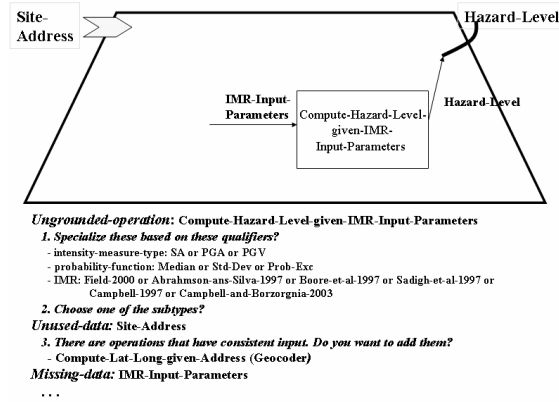 Site-
Address
Hazard-Level
IMR-Input-
Parameters
Compute-Hazard-Level-
given-IMR-
Input-Parameters
Hazard-Level
Ungrounded-operation: Compute-Hazard-Level-given-IMR-Input-Parameters
1. Specialize these based on these qualifiers?
- intensity-measure-type: SA or PGA or PGV
- probability-function: Median or Std-Dev or Prob-Exc
- IMR: Field-2000 or Abrahmson-ans-Silva-1997 or Boore-et-al-1997 or Sadigh-et-al-1997 or
Campbell-1997 or Campbell-and-Borzorgnia-2003
2. Choose one of the subtypes?
Unused-data: Site-Address
3. There are operations that have consistent input. Do you want to add them?
- Compute-Lat-Long-given-Address (Geocoder)
Missing-data: IMR-Input-Parameters
. . .